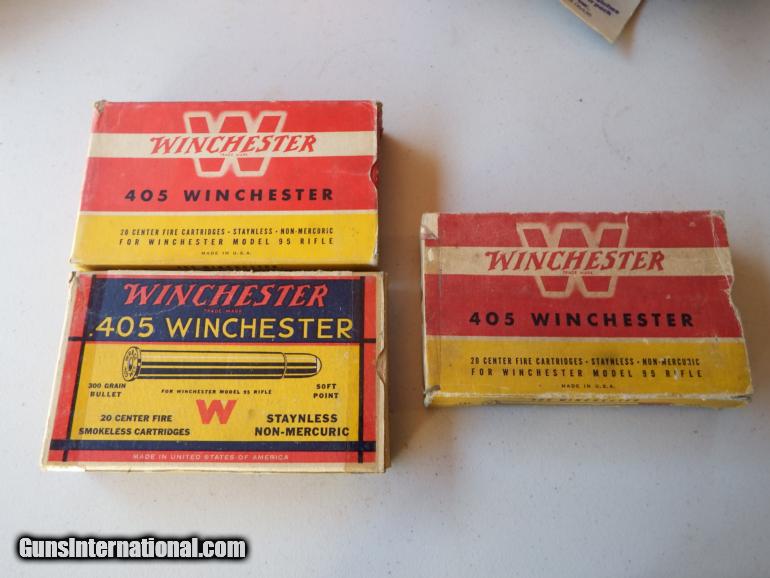 WINCHESTER
TRADE MARK
405 WINCHESTER
20 CENTER FIRE CARTRIDGES - STAYNLESS - NON-MERCURIC
FOR WINCHESTER MODEL 95 RIFLE
MADE IN U.S.A.
WINCHESTER
TRADE MARK
.405 WINCHESTER
300 GRAIN
BULLET
FOR WINCHESTER MODEL 95 RIFLE
SOFT
POINT
W
20 CENTER FIRE
SMOKELESS CARTRIDGES
STAYNLESS
NON-MERCURIC
MADE IN UNITED STATES OF AMERICA
WINCHESTER
TRADE MARK
405 WINCHESTER
20 CENTER FIRE CARTRIDGES - STAYNLESS - NON-MERCURIC
FOR WINCHESTER MODEL 95 RIFLE
MADE IN U.S.A.
GunsInternational.com